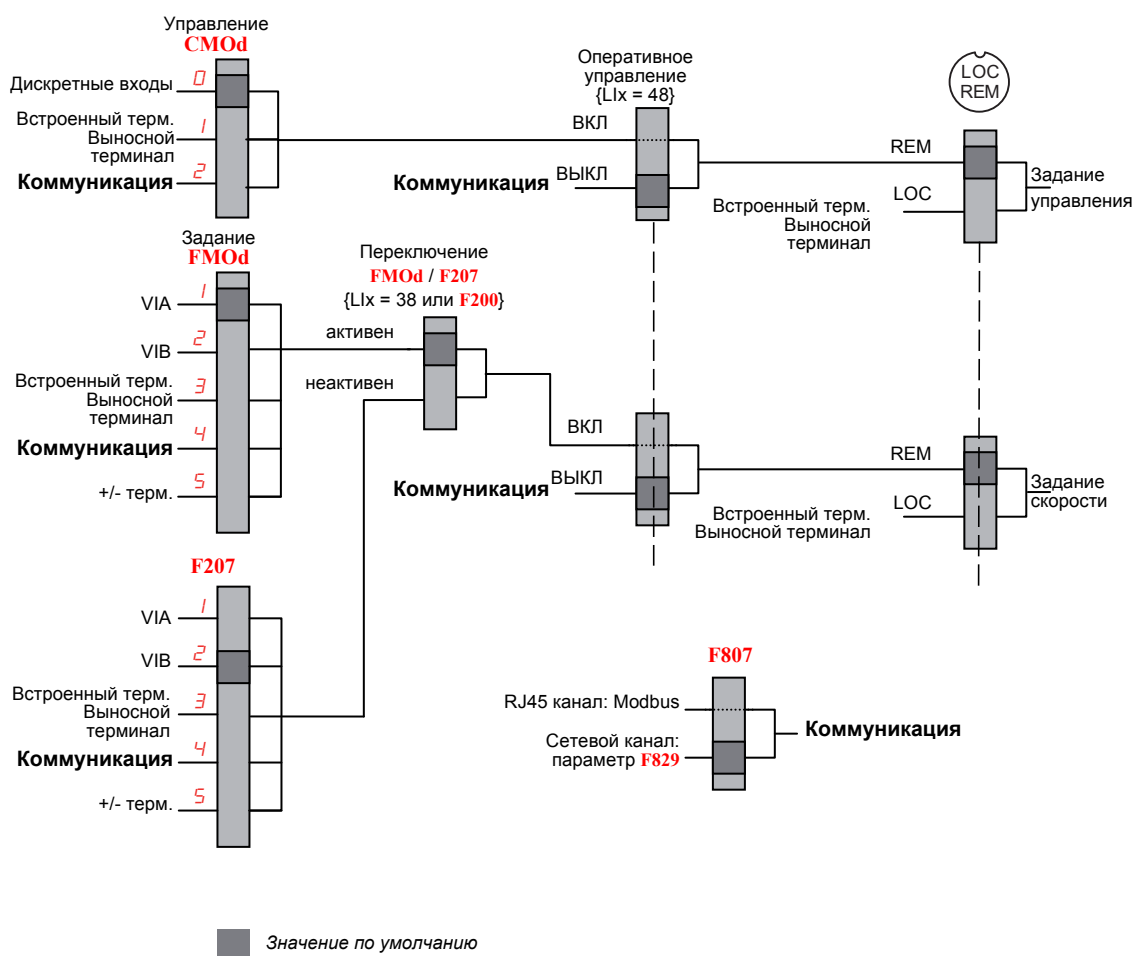 Управление
CMOd
Дискретные входы
0
Встроенный терм.
Выносной
терминал
1
Коммуникация
2
Оперативное
управление
{LIx = 48}
ВКЛ
Коммуникация
ВЫКЛ
LOC
REM
REM
LOC
Встроенный терм.
Выносной
терминал
Задание
управления
Задание
FMOd
VIA
1
VIB
2
Встроенный терм.
Выносной
терминал
3
Коммуникация
4
+/- терм.
5
Переключение
FMOd / F207
{LIx = 38 или F200}
активен
неактивен
ВКЛ
Коммуникация
ВЫКЛ
REM
LOC
Встроенный терм.
Выносной терминал
Задание
скорости
F207
VIA
1
VIB
2
Встроенный терм.
Выносной
терминал
3
Коммуникация
4
+/- терм.
5
F807
RJ45 канал: Modbus
Сетевой канал:
параметр F829
Коммуникация
Значение по умолчанию